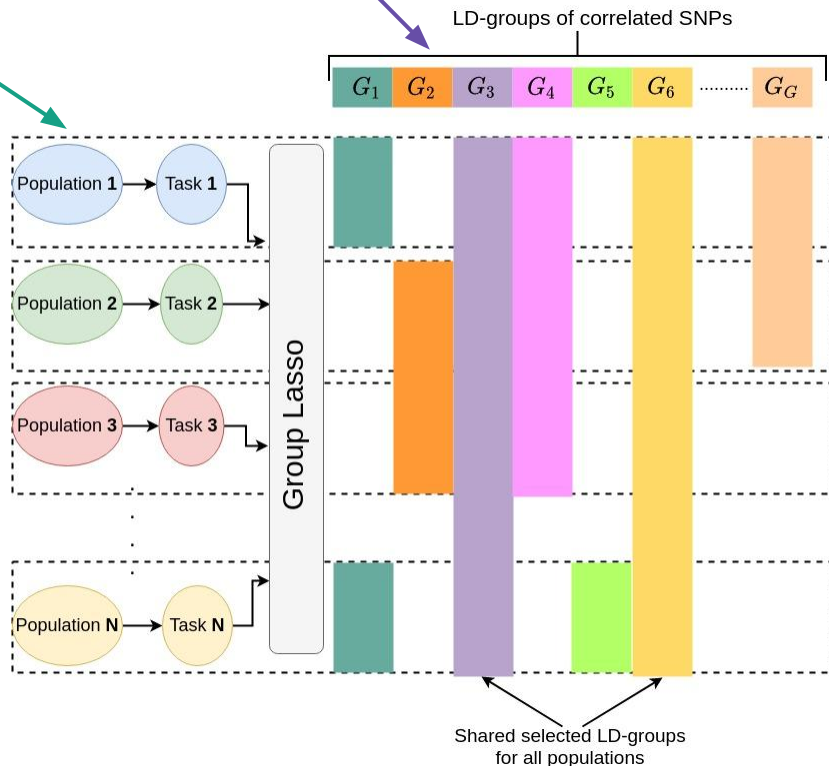 LD-groups of correlated SNPs
G1 G2 G3 G4 G5 G6 .......... GG
Population 1
Task 1
Population 2
Task 2
Population 3
Task 3
Population N
Task N
Group Lasso
Shared selected LD-groups
for all populations